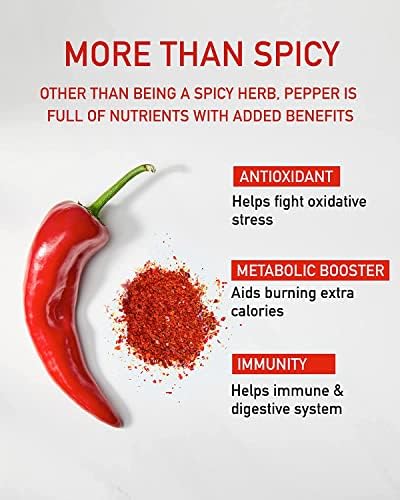 MORE THAN SPICY
OTHER THAN BEING A SPICY HERB, PEPPER IS
FULL OF NUTRIENTS WITH ADDED BENEFITS
ANTIOXIDANT
Helps fight oxidative
stress
METABOLIC BOOSTER
Aids burning extra
calories
IMMUNITY
Helps immune &
digestive system